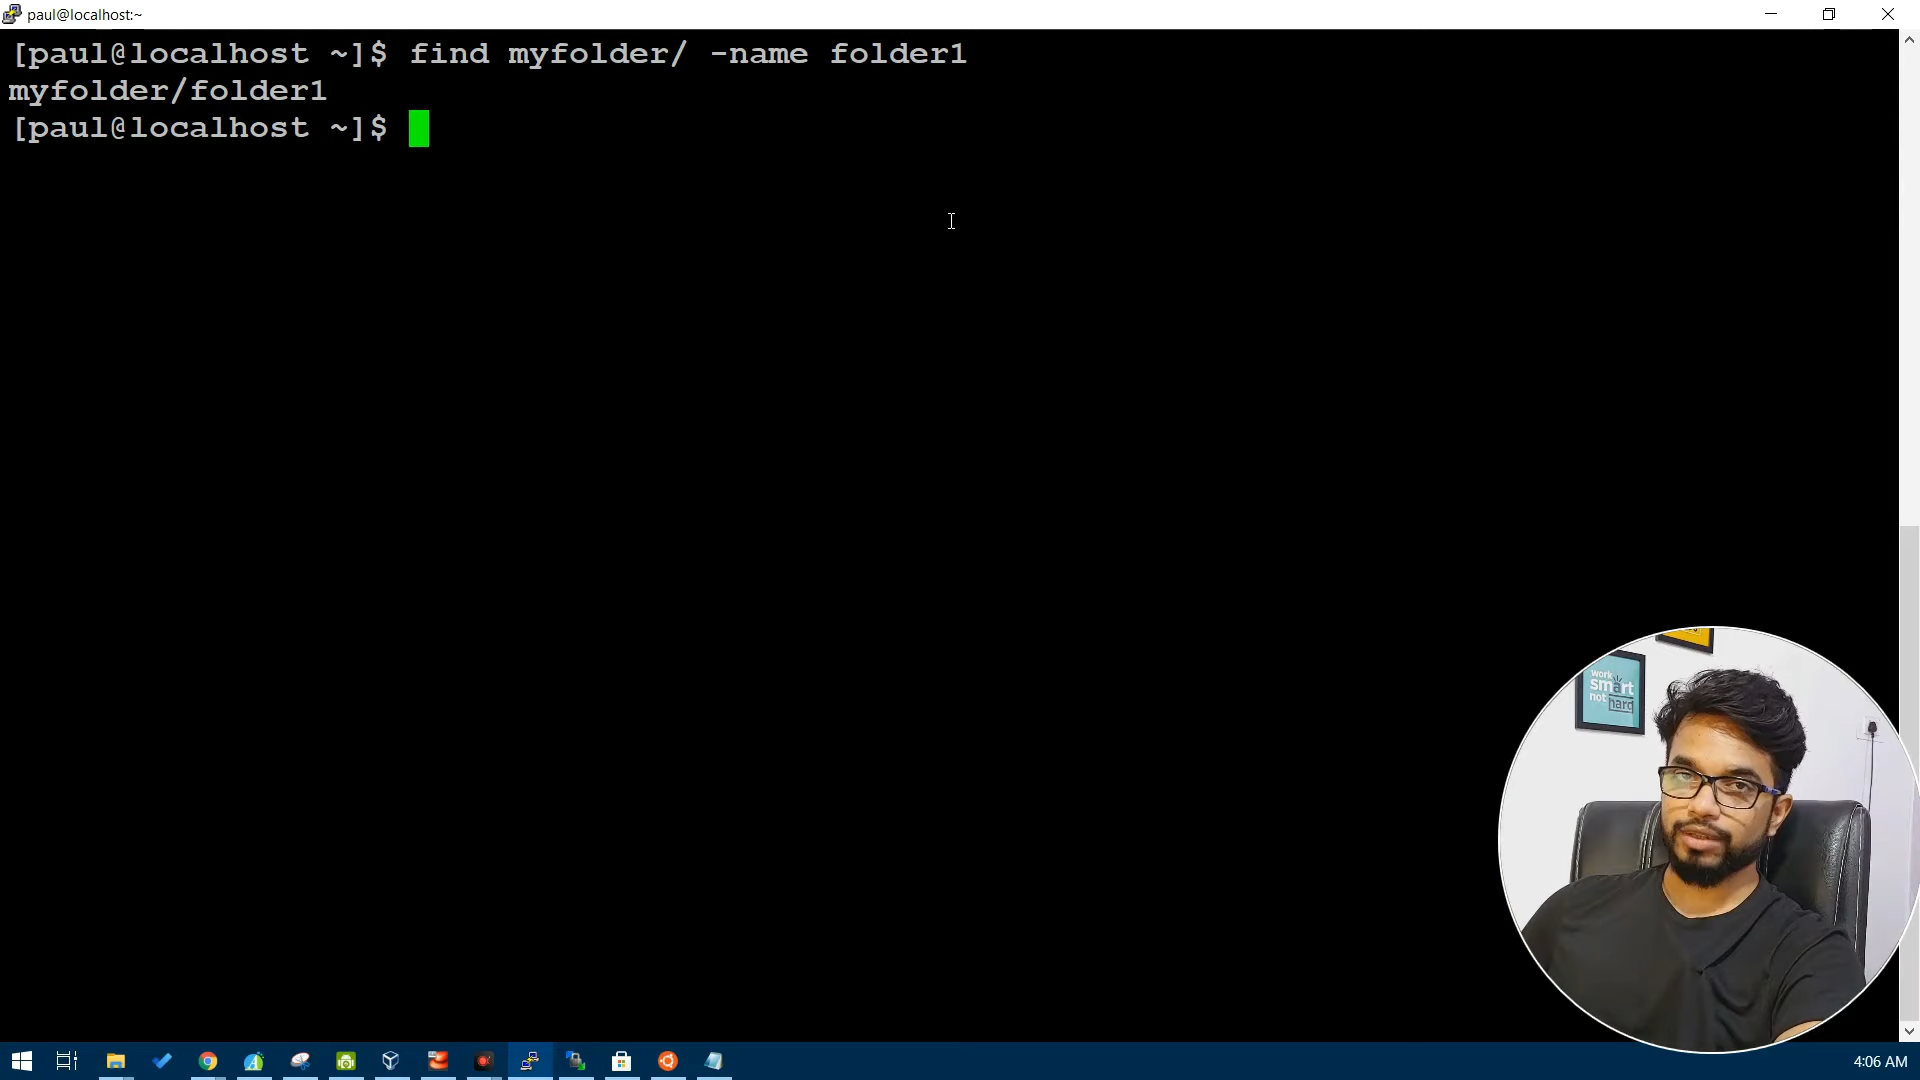 paul@localhost:~
[paul@localhost ~]$ find myfolder/ -name folder1
myfolder/folder1
[paul@localhost ~]$
work
smart
not hard
4:06 AM